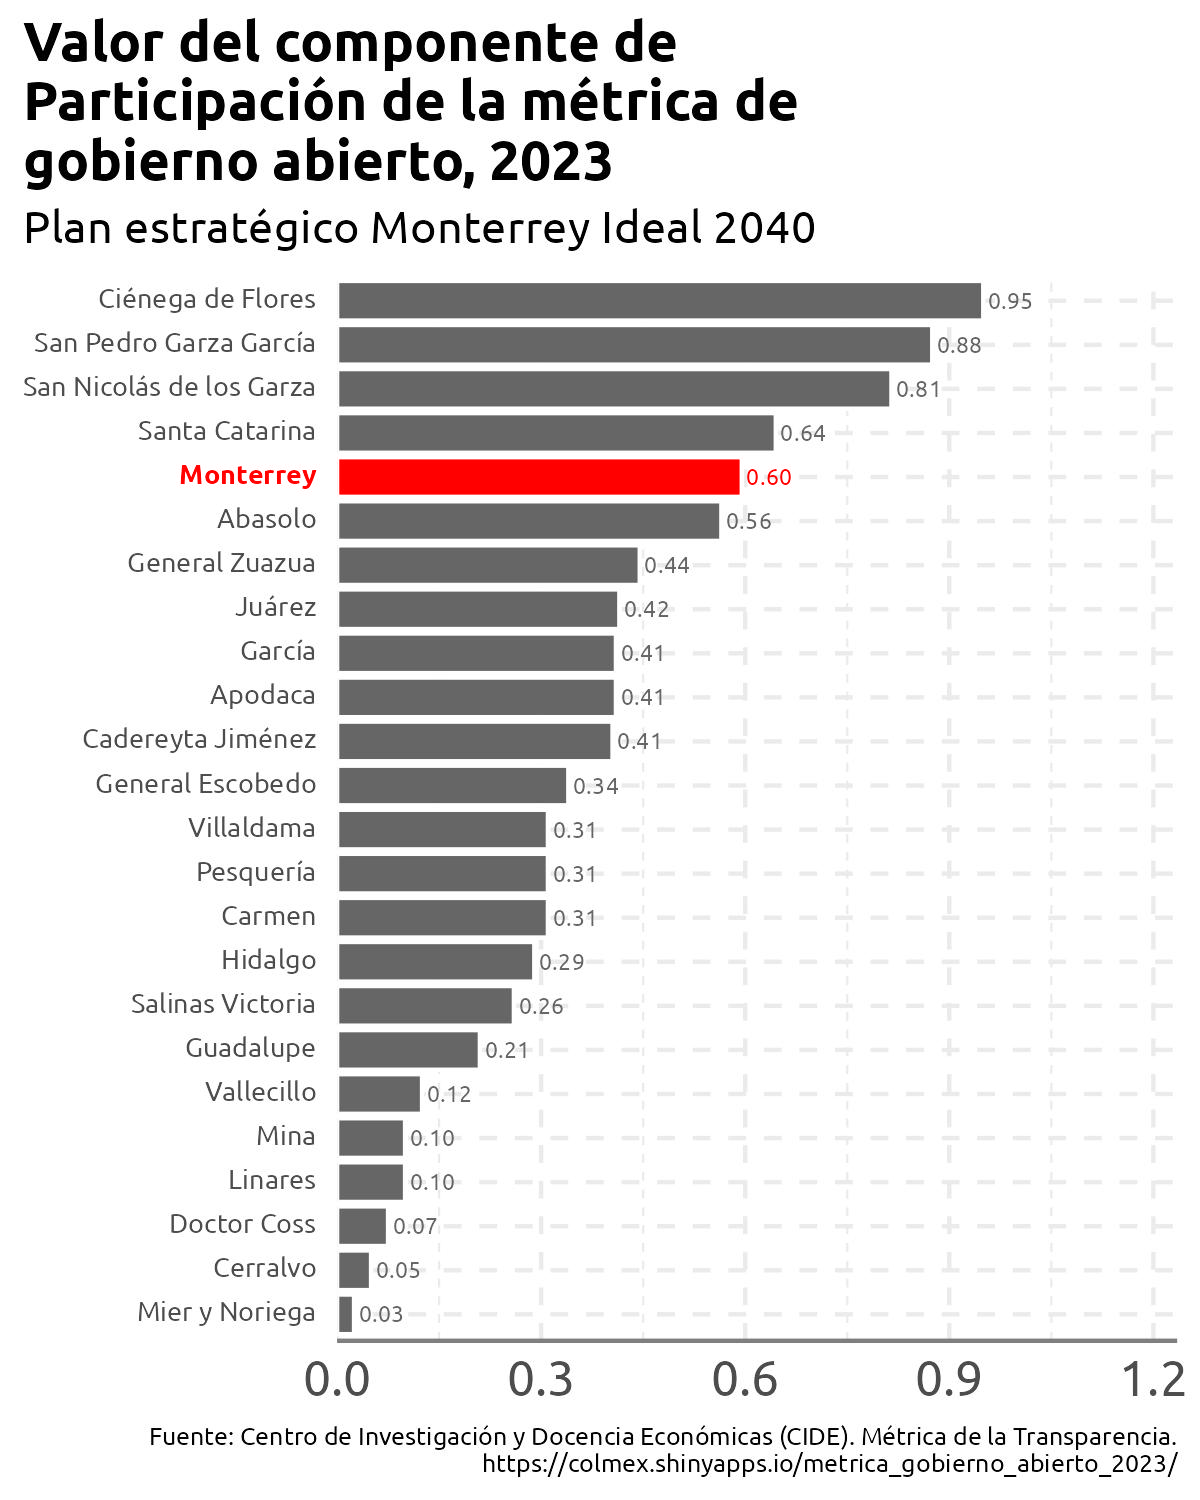 Valor del componente de
Participación de la métrica de
gobierno abierto, 2023
Plan estratégico Monterrey Ideal 2040
Ciénega de Flores 0.95
San Pedro Garza García 0.88
San Nicolás de los Garza 0.81
Santa Catarina 0.64
Monterrey 0.60
Abasolo 0.56
General Zuazua 0.44
Juárez 0.42
García 0.41
Apodaca 0.41
Cadereyta Jiménez 0.41
General Escobedo 0.34
Villaldama 0.31
Pesquería 0.31
Carmen 0.31
Hidalgo 0.29
Salinas Victoria 0.26
Guadalupe 0.21
Vallecillo 0.12
Mina 0.10
Linares 0.10
Doctor Coss 0.07
Cerralvo 0.05
Mier y Noriega 0.03
0.0 0.3 0.6 0.9 1.2
Fuente: Centro de Investigación y Docencia Económicas (CIDE). Métrica de la Transparencia.
https://colmex.shinyapps.io/metrica_gobierno_abierto_2023/